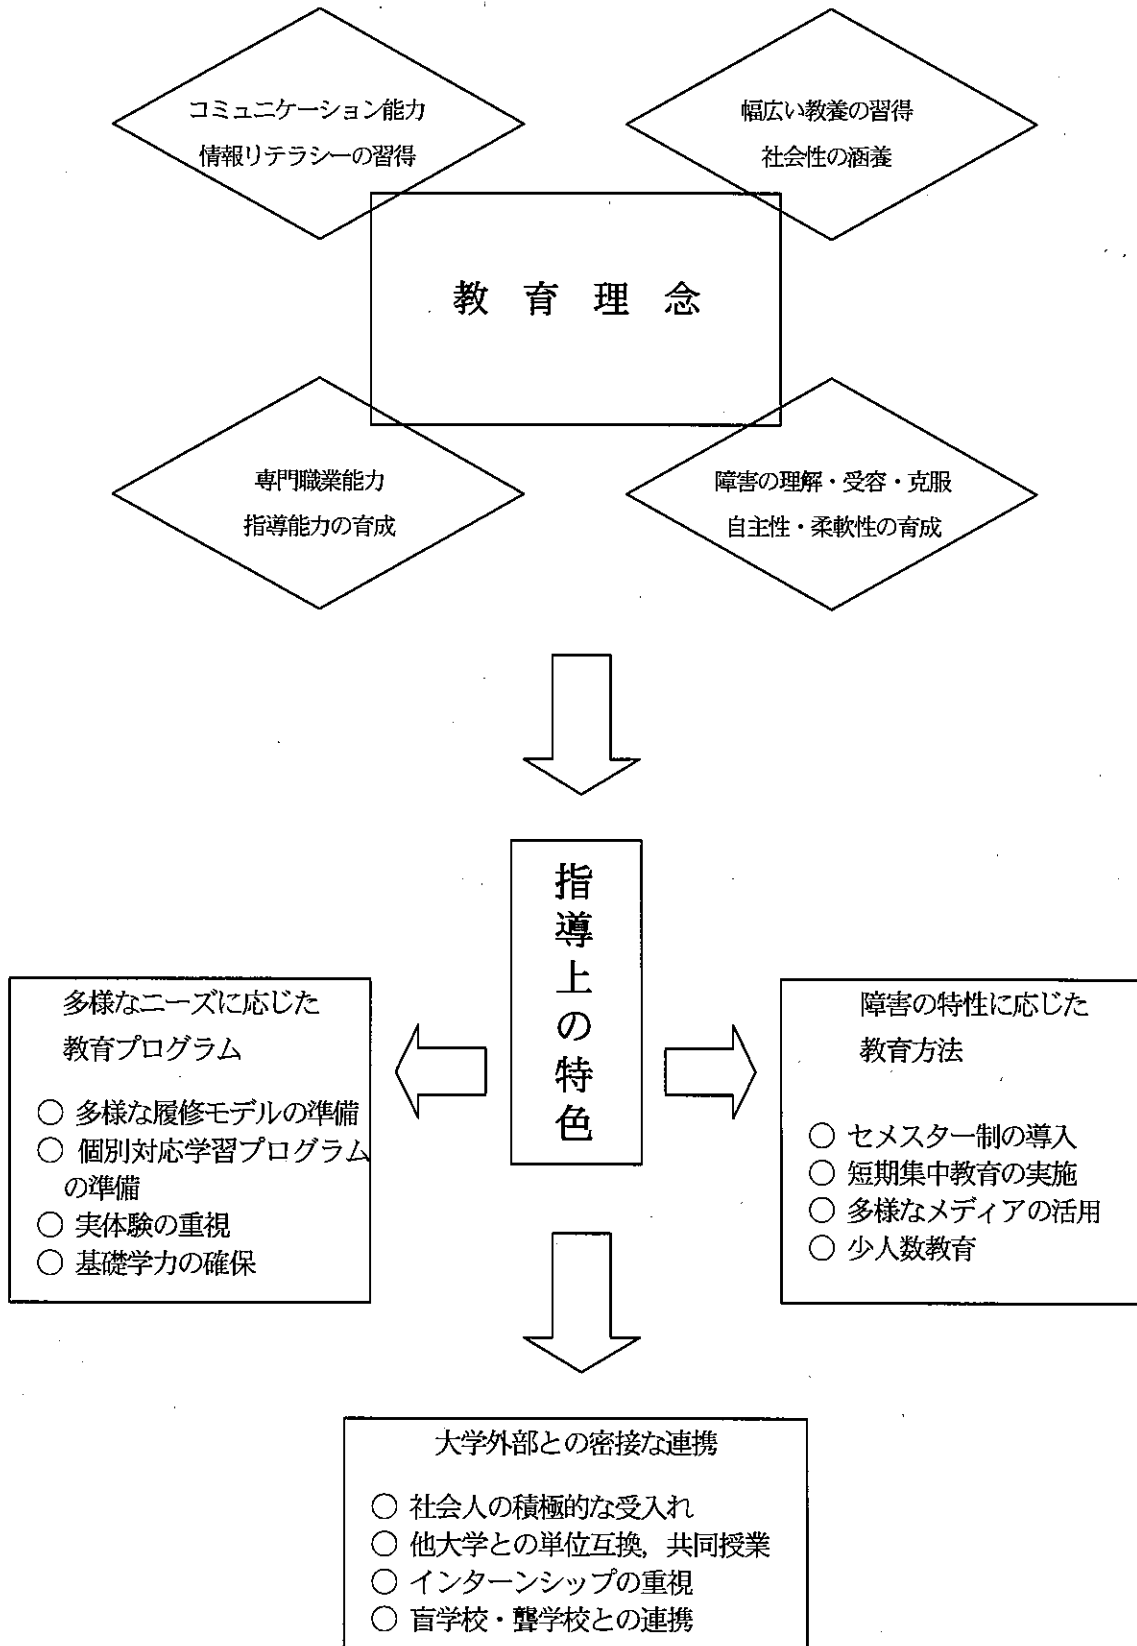 コミュニケーション能力
情報リテラシーの習得
幅広い教養の習得
社会性の涵養
教育理念
専門職業能力
指導能力の育成
障害の理解・受容・克服
自主性・柔軟性の育成
指導上の特色
多様なニーズに応じた
教育プログラム
○ 多様な履修モデルの準備
○ 個別対応学習プログラム
の準備
○ 実体験の重視
○ 基礎学力の確保
障害の特性に応じた
教育方法
○ セメスター制の導入
○ 短期集中教育の実施
○ 多様なメディアの活用
○ 少人数教育
大学外部との密接な連携
○ 社会人の積極的な受入れ
○ 他大学との単位互換，共同授業
○ インターンシップの重視
○ 盲学校・聾学校との連携